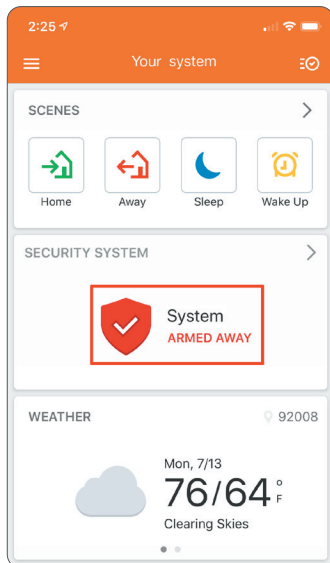 2:25
Your system
SCENES
Home Away Sleep Wake Up
SECURITY SYSTEM
System
ARMED AWAY
WEATHER
92008
Mon, 7/13
76/64 °F
Clearing Skies